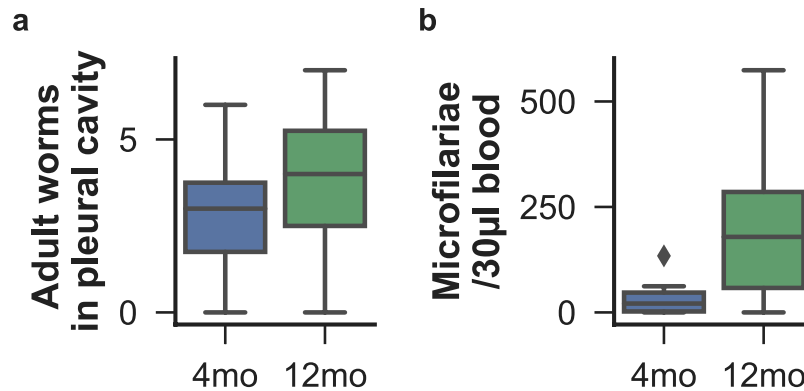 a
Adult worms
in pleural cavity
5
0
4mo 12mo
b
Microfilariae
/30µl blood
500
250
0
4mo 12mo